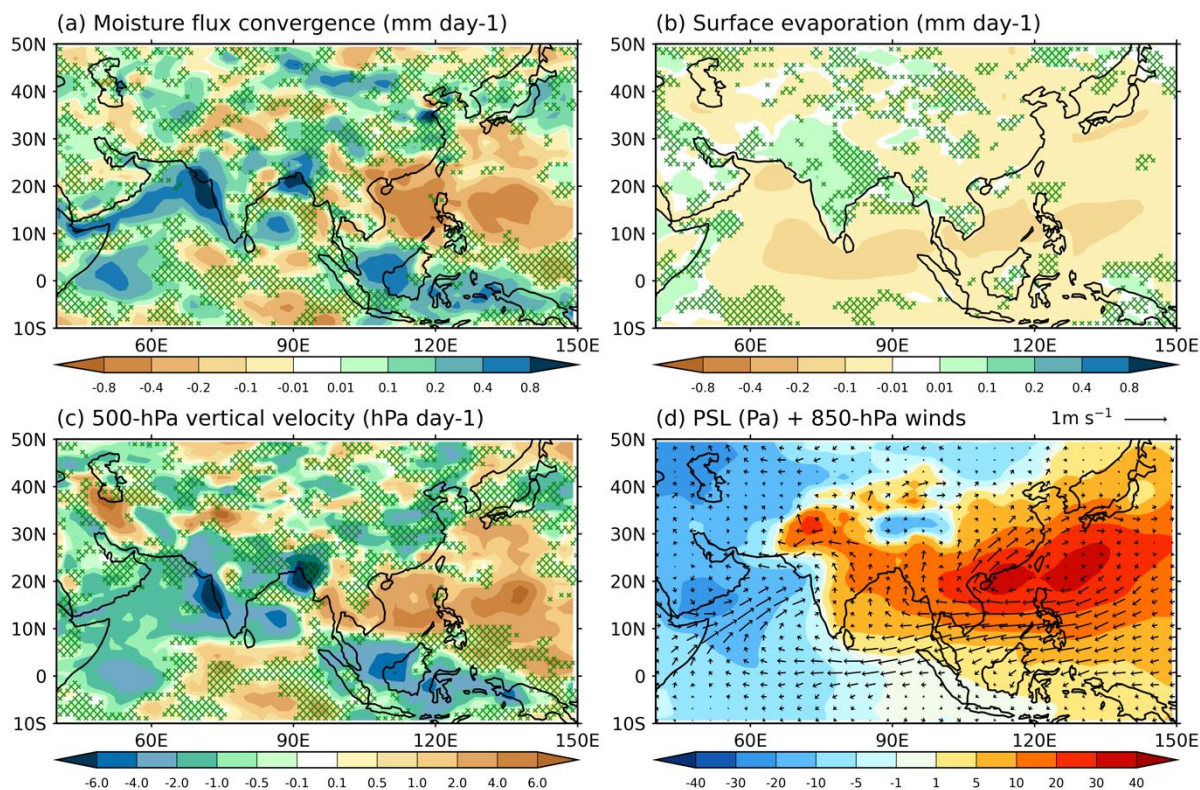 (a) Moisture flux convergence (mm day-1)
50N
40N
30N
20N
10N
0
10S
60E 90E 120E 150E
-0.8 -0.4 -0.2 -0.1 -0.01 0.01 0.1 0.2 0.4 0.8
(b) Surface evaporation (mm day-1)
50N
40N
30N
20N
10N
0
10S
60E 90E 120E 150E
-0.8 -0.4 -0.2 -0.1 -0.01 0.01 0.1 0.2 0.4 0.8
(c) 500-hPa vertical velocity (hPa day-1)
50N
40N
30N
20N
10N
0
10S
60E 90E 120E 150E
-6.0 -4.0 -2.0 -1.0 -0.5 -0.1 0.1 0.5 1.0 2.0 4.0 6.0
(d) PSL (Pa) + 850-hPa winds 1m s⁻¹
50N
40N
30N
20N
10N
0
10S
60E 90E 120E 150E
-40 -30 -20 -10 -5 -1 1 5 10 20 30 40